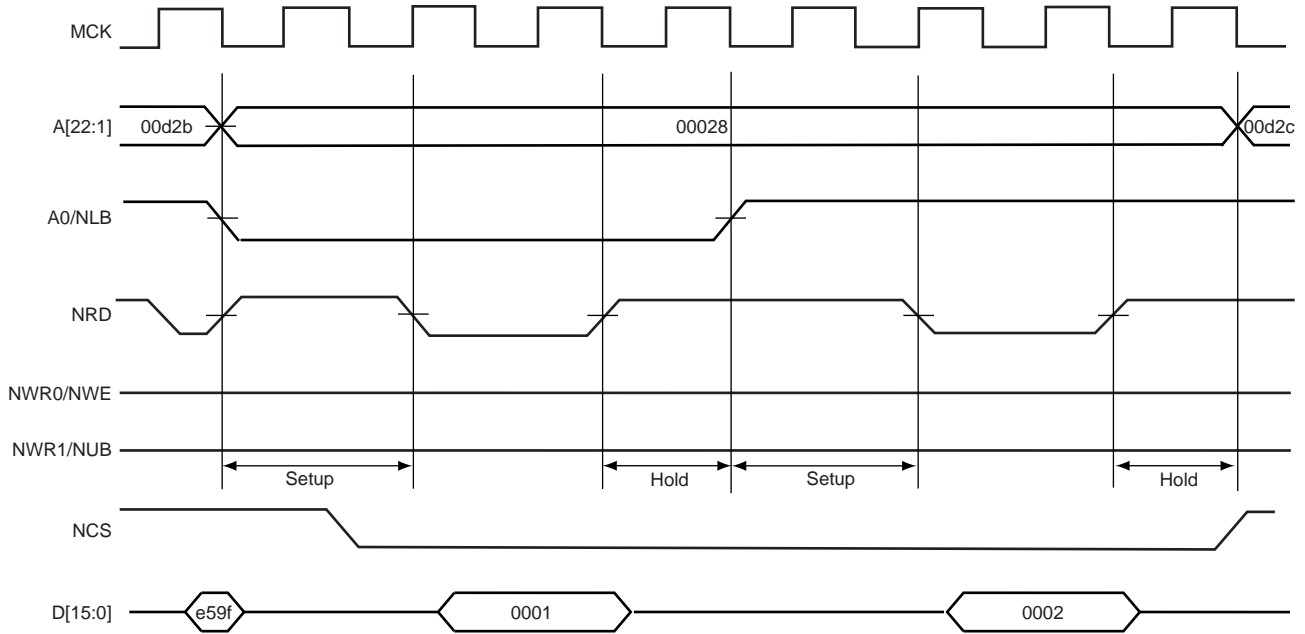 MCK
A[22:1] 00d2b 00028 00d2c
A0/NLB
NRD
NWR0/NWE
NWR1/NUB
Setup Hold Setup Hold
NCS
D[15:0] e59f 0001 0002